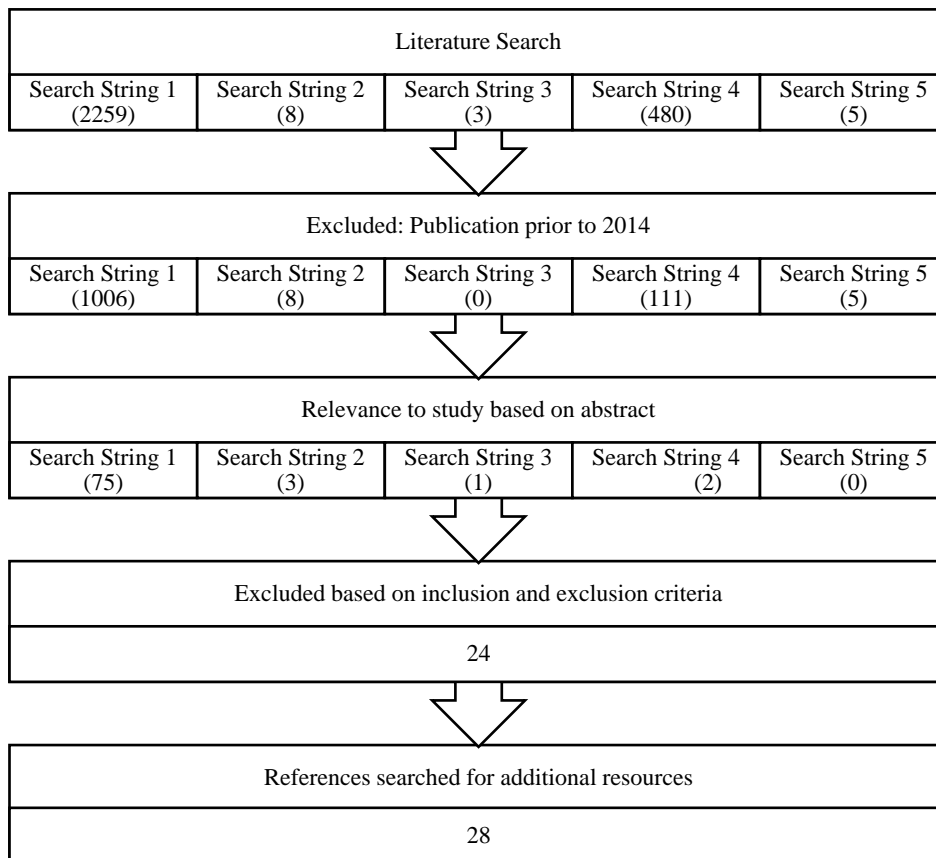 Literature Search
Search String 1 Search String 2 Search String 3 Search String 4 Search String 5
(2259) (8) (3) (480) (5)
Excluded: Publication prior to 2014
Search String 1 Search String 2 Search String 3 Search String 4 Search String 5
(1006) (8) (0) (111) (5)
Relevance to study based on abstract
Search String 1 Search String 2 Search String 3 Search String 4 Search String 5
(75) (3) (1) (2) (0)
Excluded based on inclusion and exclusion criteria
24
References searched for additional resources
28